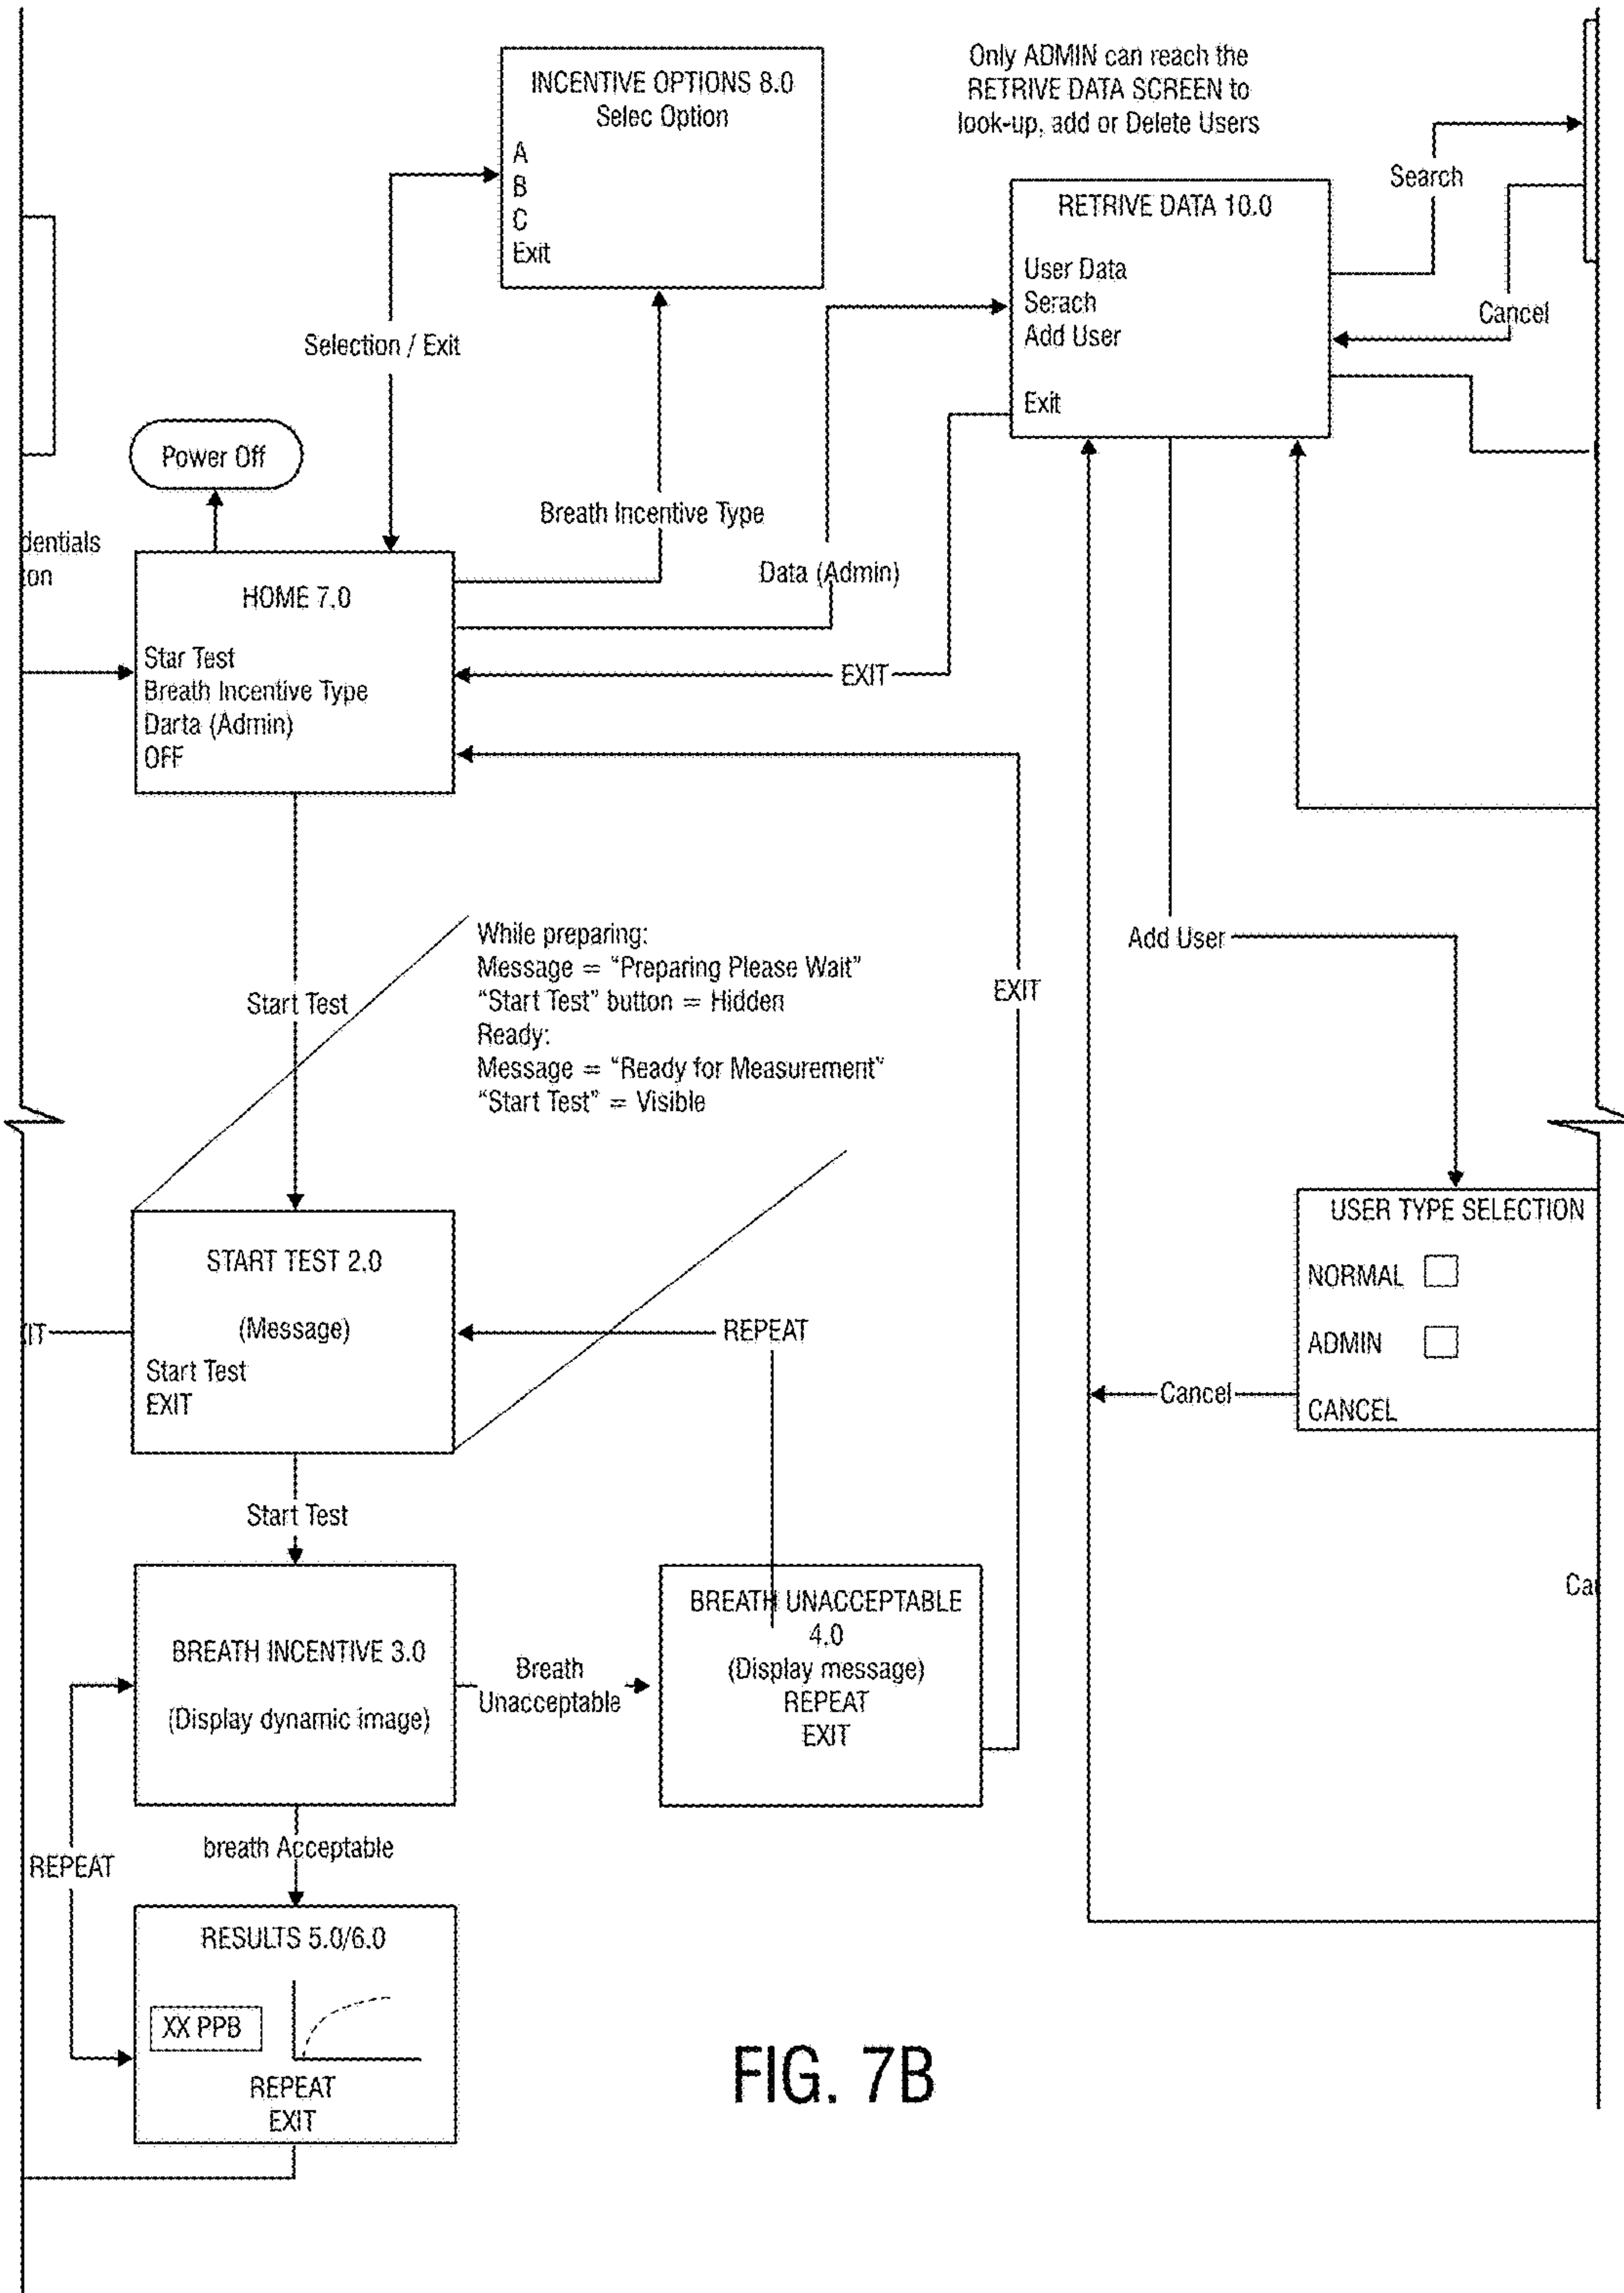 INCENTIVE OPTIONS 8.0
Selec Option
A
B
C
Exit
Only ADMIN can reach the
RETRIVE DATA SCREEN to
look-up, add or Delete Users
Search
RETRIVE DATA 10.0
User Data
Serach
Add User
Exit
Cancel
Selection / Exit
Power Off
Breath Incentive Type
Data (Admin)
dentials
on
HOME 7.0
Star Test
Breath Incentive Type
Darta (Admin)
OFF
EXIT
While preparing:
Message = “Preparing Please Wait”
“Start Test” button = Hidden
Ready:
Message = “Ready for Measurement”
“Start Test” = Visible
Start Test
EXIT
Add User
USER TYPE SELECTION
NORMAL
ADMIN
CANCEL
Cancel
START TEST 2.0
(Message)
Start Test
EXIT
IT
REPEAT
Start Test
BREATH INCENTIVE 3.0
(Display dynamic image)
Breath
Unacceptable
BREATH UNACCEPTABLE
4.0
(Display message)
REPEAT
EXIT
Ca
breath Acceptable
REPEAT
RESULTS 5.0/6.0
XX PPB
REPEAT
EXIT
FIG. 7B